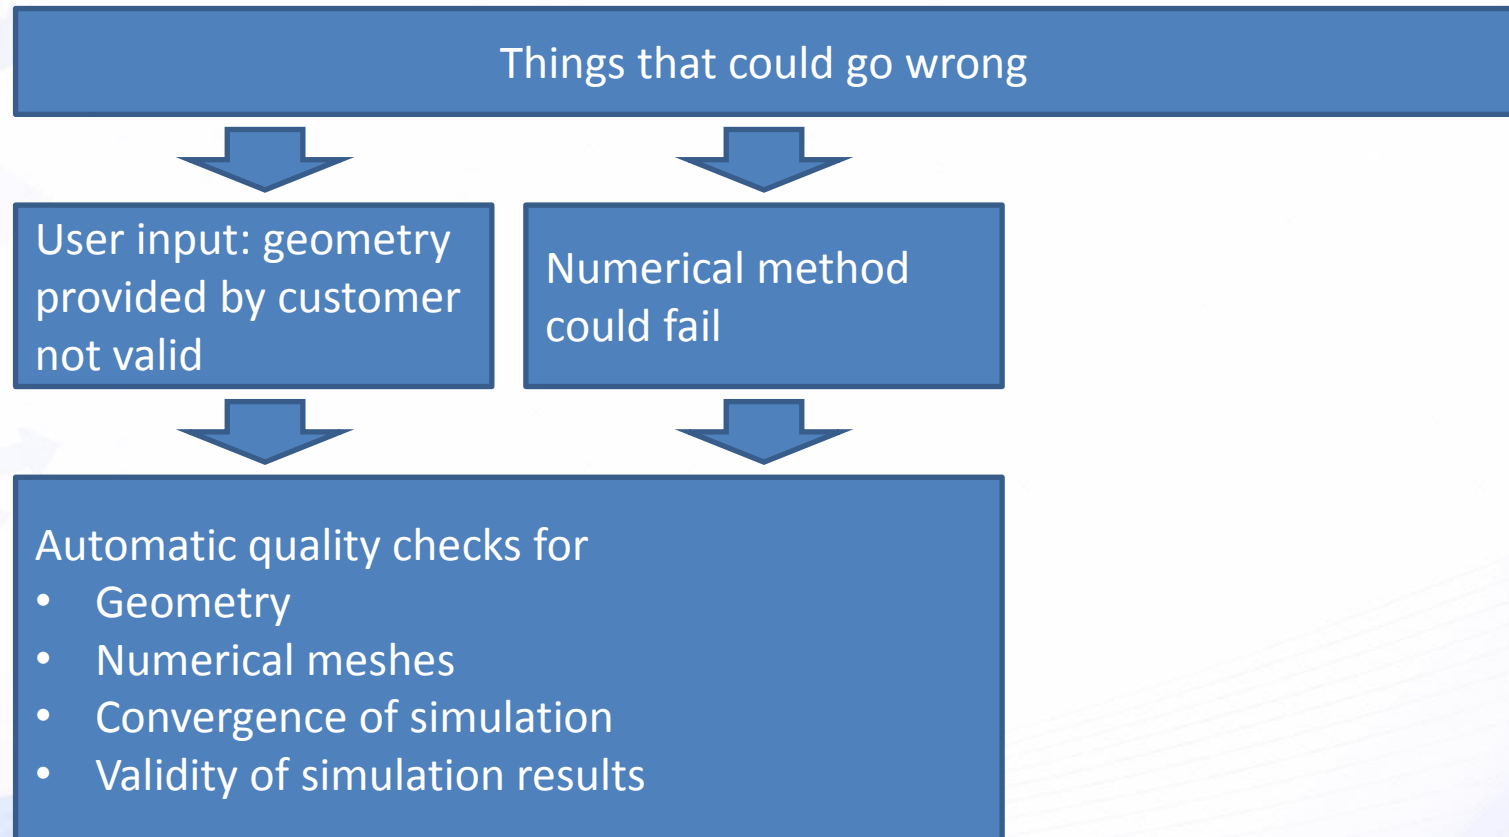 Things that could go wrong
User input: geometry
provided by customer
not valid
Numerical method
could fail
Automatic quality checks for
• Geometry
• Numerical meshes
• Convergence of simulation
• Validity of simulation results